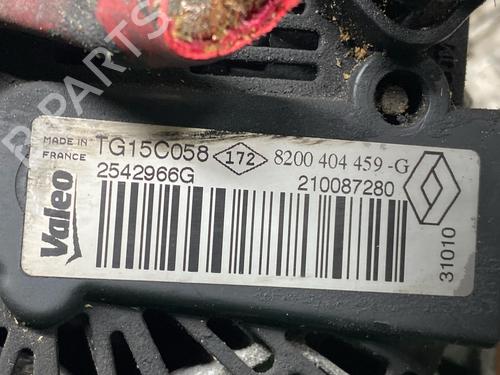 B PARTS
MADE IN
FRANCE
TG15C058
172
8200 404 459-G
2542966G
210087280
Valeo
31010